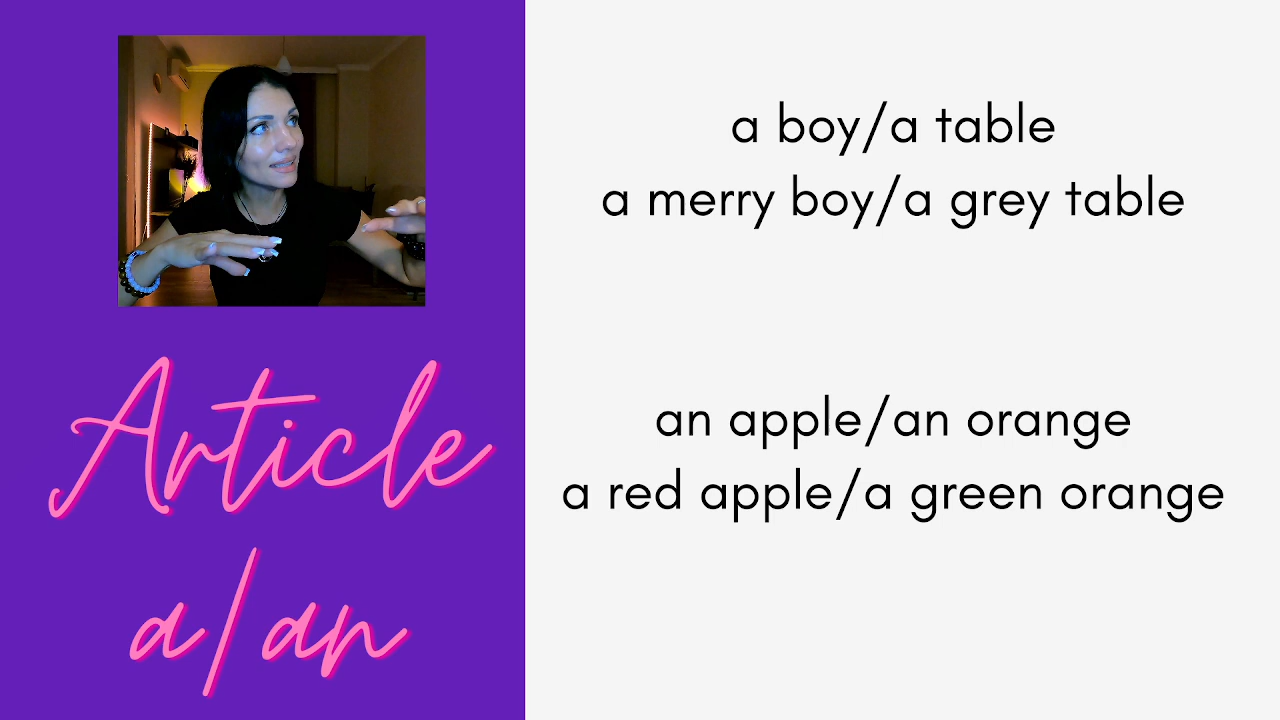 Article
a/an
a boy/a table
a merry boy/a grey table
an apple/an orange
a red apple/a green orange